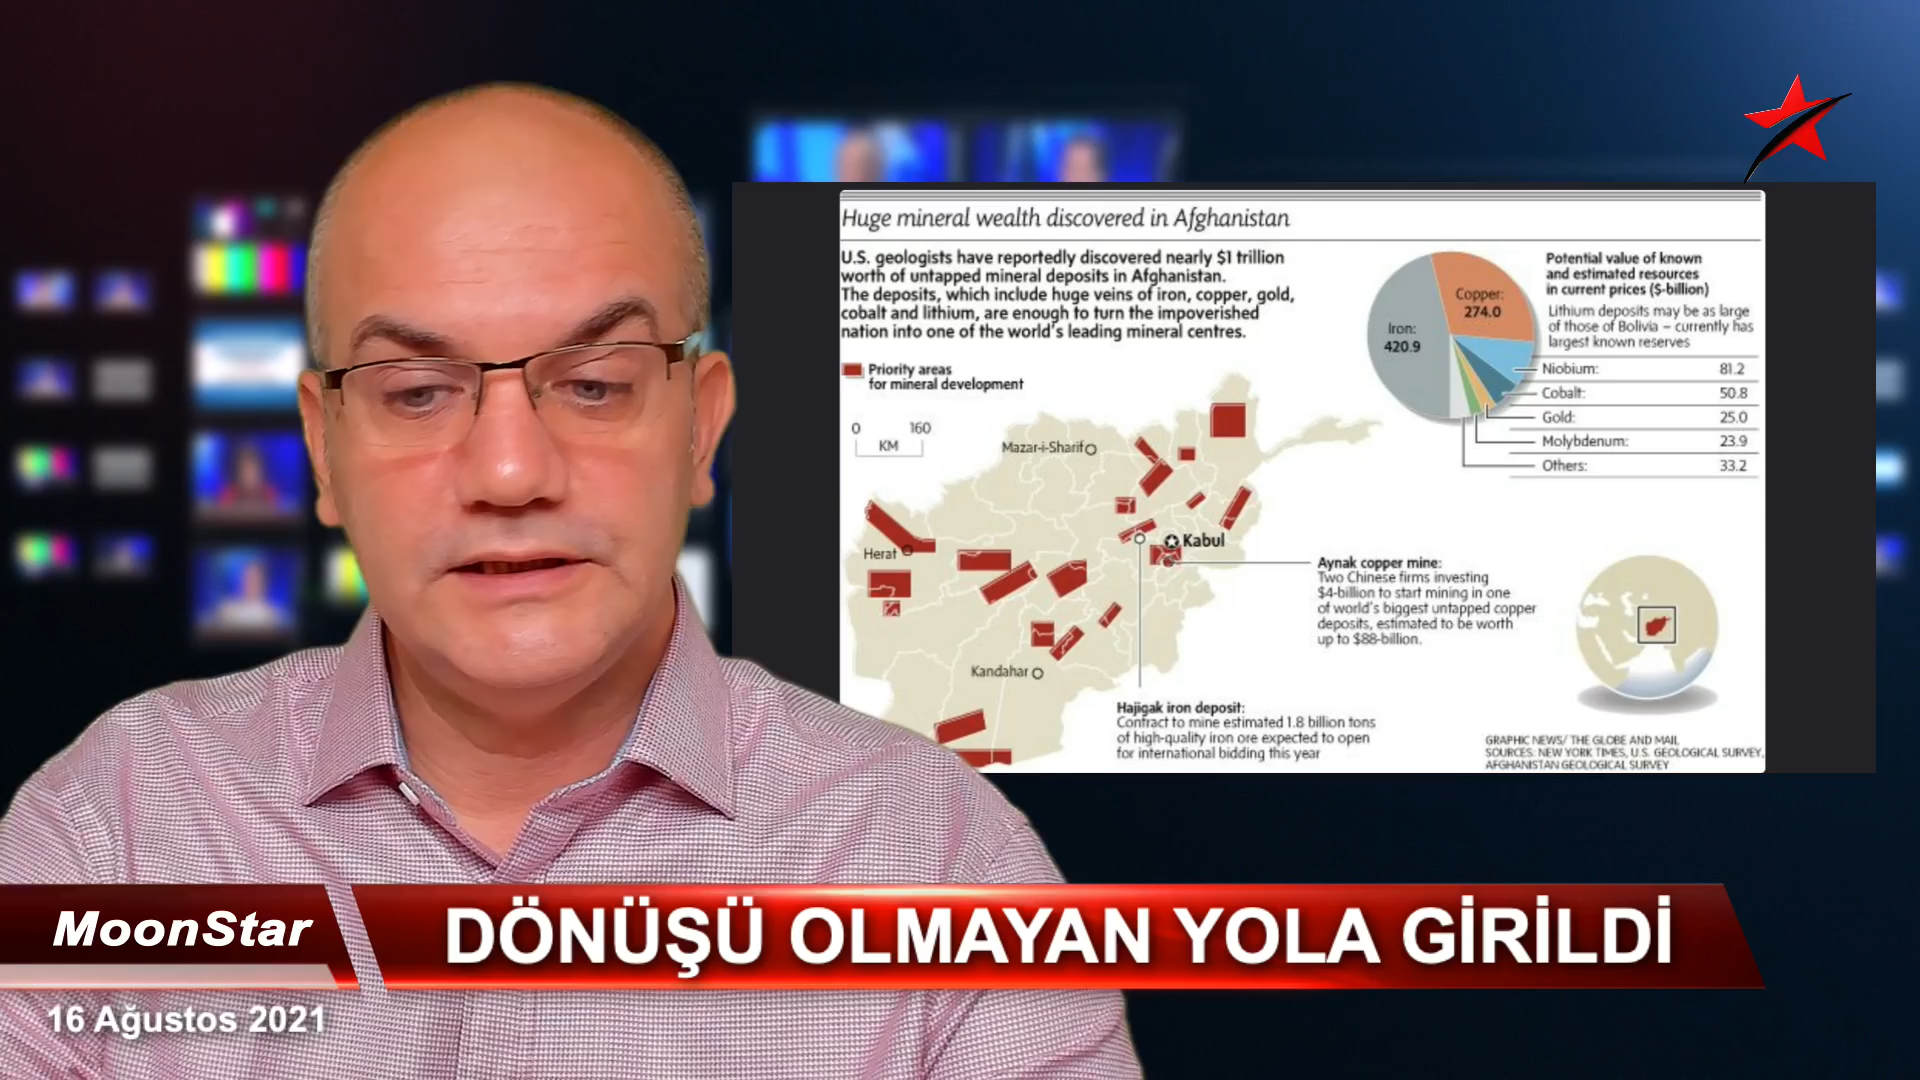 Huge mineral wealth discovered in Afghanistan
U.S. geologists have reportedly discovered nearly $1 trillion
worth of untapped mineral deposits in Afghanistan.
The deposits, which include huge veins of iron, copper, gold,
cobalt and lithium, are enough to turn the impoverished
nation into one of the world's leading mineral centres.
Priority areas
for mineral development
0 160
KM
Potential value of known
and estimated resources
in current prices ($-billion)
Lithium deposits may be as large
of those of Bolivia – currently has
largest known reserves
Copper:
274.0
Iron:
420.9
Niobium: 81.2
Cobalt: 50.8
Gold: 25.0
Molybdenum: 23.9
Others: 33.2
Mazar-i-Sharif
Herat
Kabul
Kandahar
Aynak copper mine:
Two Chinese firms investing
$4-billion to start mining in one
of world's biggest untapped copper
deposits, estimated to be worth
up to $88-billion.
Hajigak iron deposit:
Contract to mine estimated 1.8 billion tons
of high-quality iron ore expected to open
for international bidding this year
GRAPHIC NEWS/ THE GLOBE AND MAIL
SOURCES: NEW YORK TIMES, U.S. GEOLOGICAL SURVEY,
AFGHANISTAN GEOLOGICAL SURVEY
MoonStar
DÖNÜŞÜ OLMAYAN YOLA GİRİLDİ
16 Ağustos 2021